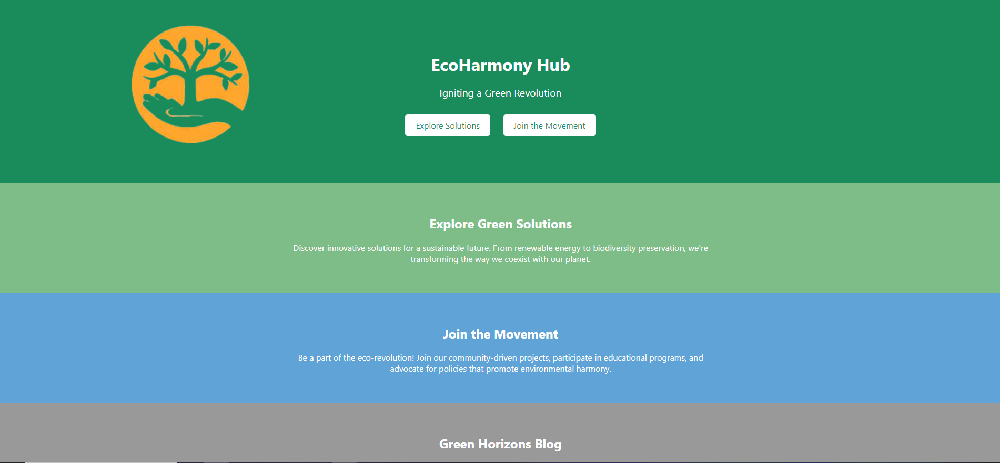 EcoHarmony Hub
Igniting a Green Revolution
Explore Solutions
Join the Movement
Explore Green Solutions
Discover innovative solutions for a sustainable future. From renewable energy to biodiversity preservation, we're
transforming the way we coexist with our planet.
Join the Movement
Be a part of the eco-revolution! Join our community-driven projects, participate in educational programs, and
advocate for policies that promote environmental harmony.
Green Horizons Blog